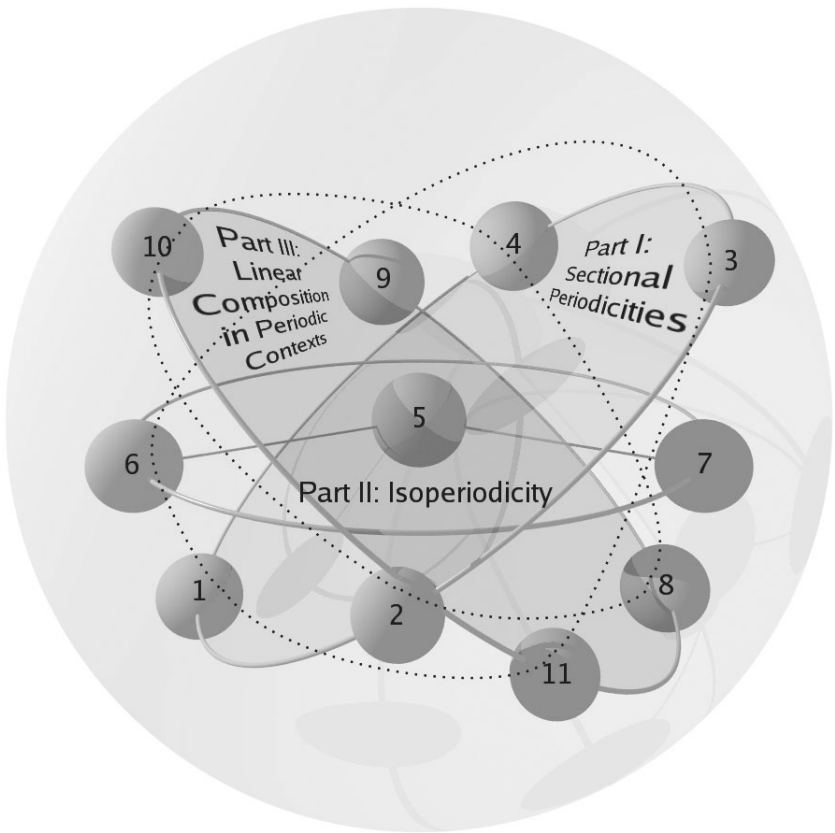 10
Part III:
Linear
Composition
in Periodic
Contexts
9
4
Part I:
Sectional
Periodicities
3
5
6
7
Part II: Isoperiodicity
1
2
8
11